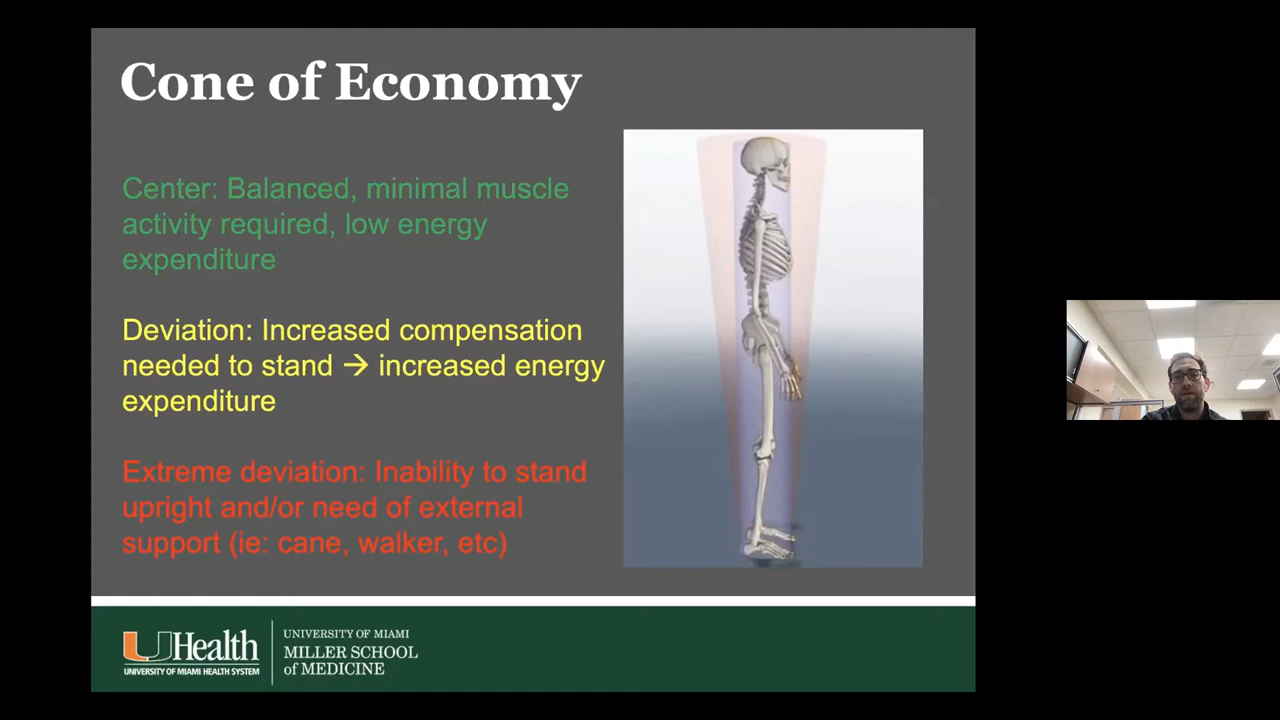 Cone of Economy
Center: Balanced, minimal muscle
activity required, low energy
expenditure
Deviation: Increased compensation
needed to stand → increased energy
expenditure
Extreme deviation: Inability to stand
upright and/or need of external
support (ie: cane, walker, etc)
UHealth
UNIVERSITY OF MIAMI HEALTH SYSTEM
UNIVERSITY OF MIAMI
MILLER SCHOOL
of MEDICINE